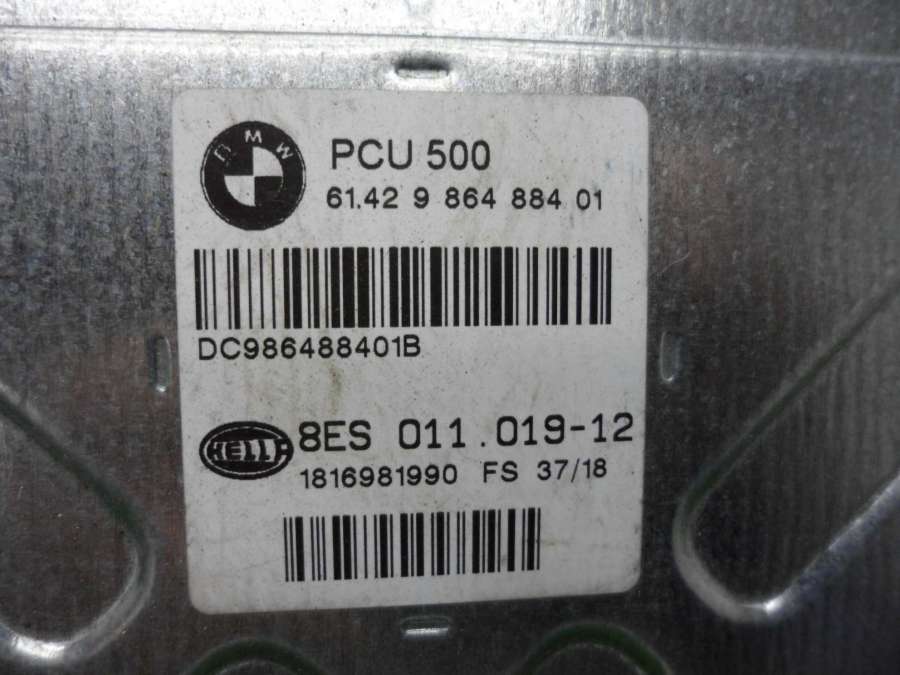 BMW
PCU 500
61.42 9 864 884 01
DC986488401B
HELLA
8ES 011.019-12
1816981990 FS 37/18